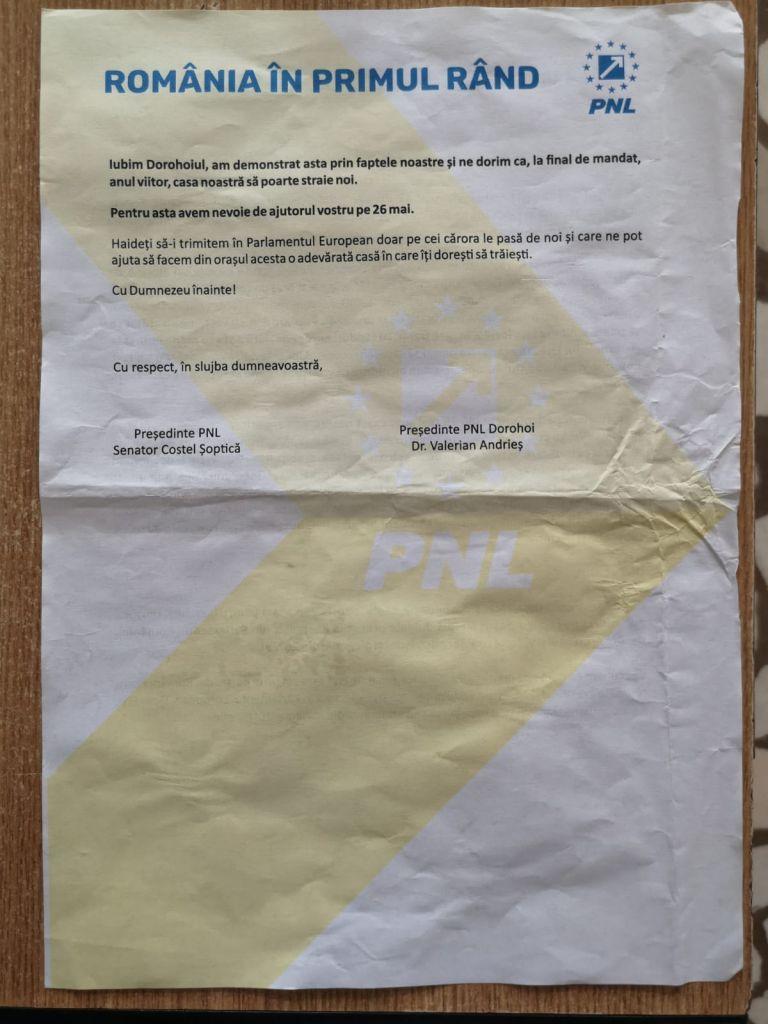 ROMÂNIA ÎN PRIMUL RÂND
PNL
Iubim Dorohoiul, am demonstrat asta prin faptele noastre și ne dorim ca, la final de mandat,
anul viitor, casa noastră să poarte straie noi.
Pentru asta avem nevoie de ajutorul vostru pe 26 mai.
Haideți să-i trimitem în Parlamentul European doar pe cei cărora le pasă de noi și care ne pot
ajuta să facem din orașul acesta o adevărată casă în care îți dorești să trăiești.
Cu Dumnezeu înainte!
Cu respect, în slujba dumneavoastră,
Președinte PNL
Senator Costel Șoptică
Președinte PNL Dorohoi
Dr. Valerian Andrieș
PNL